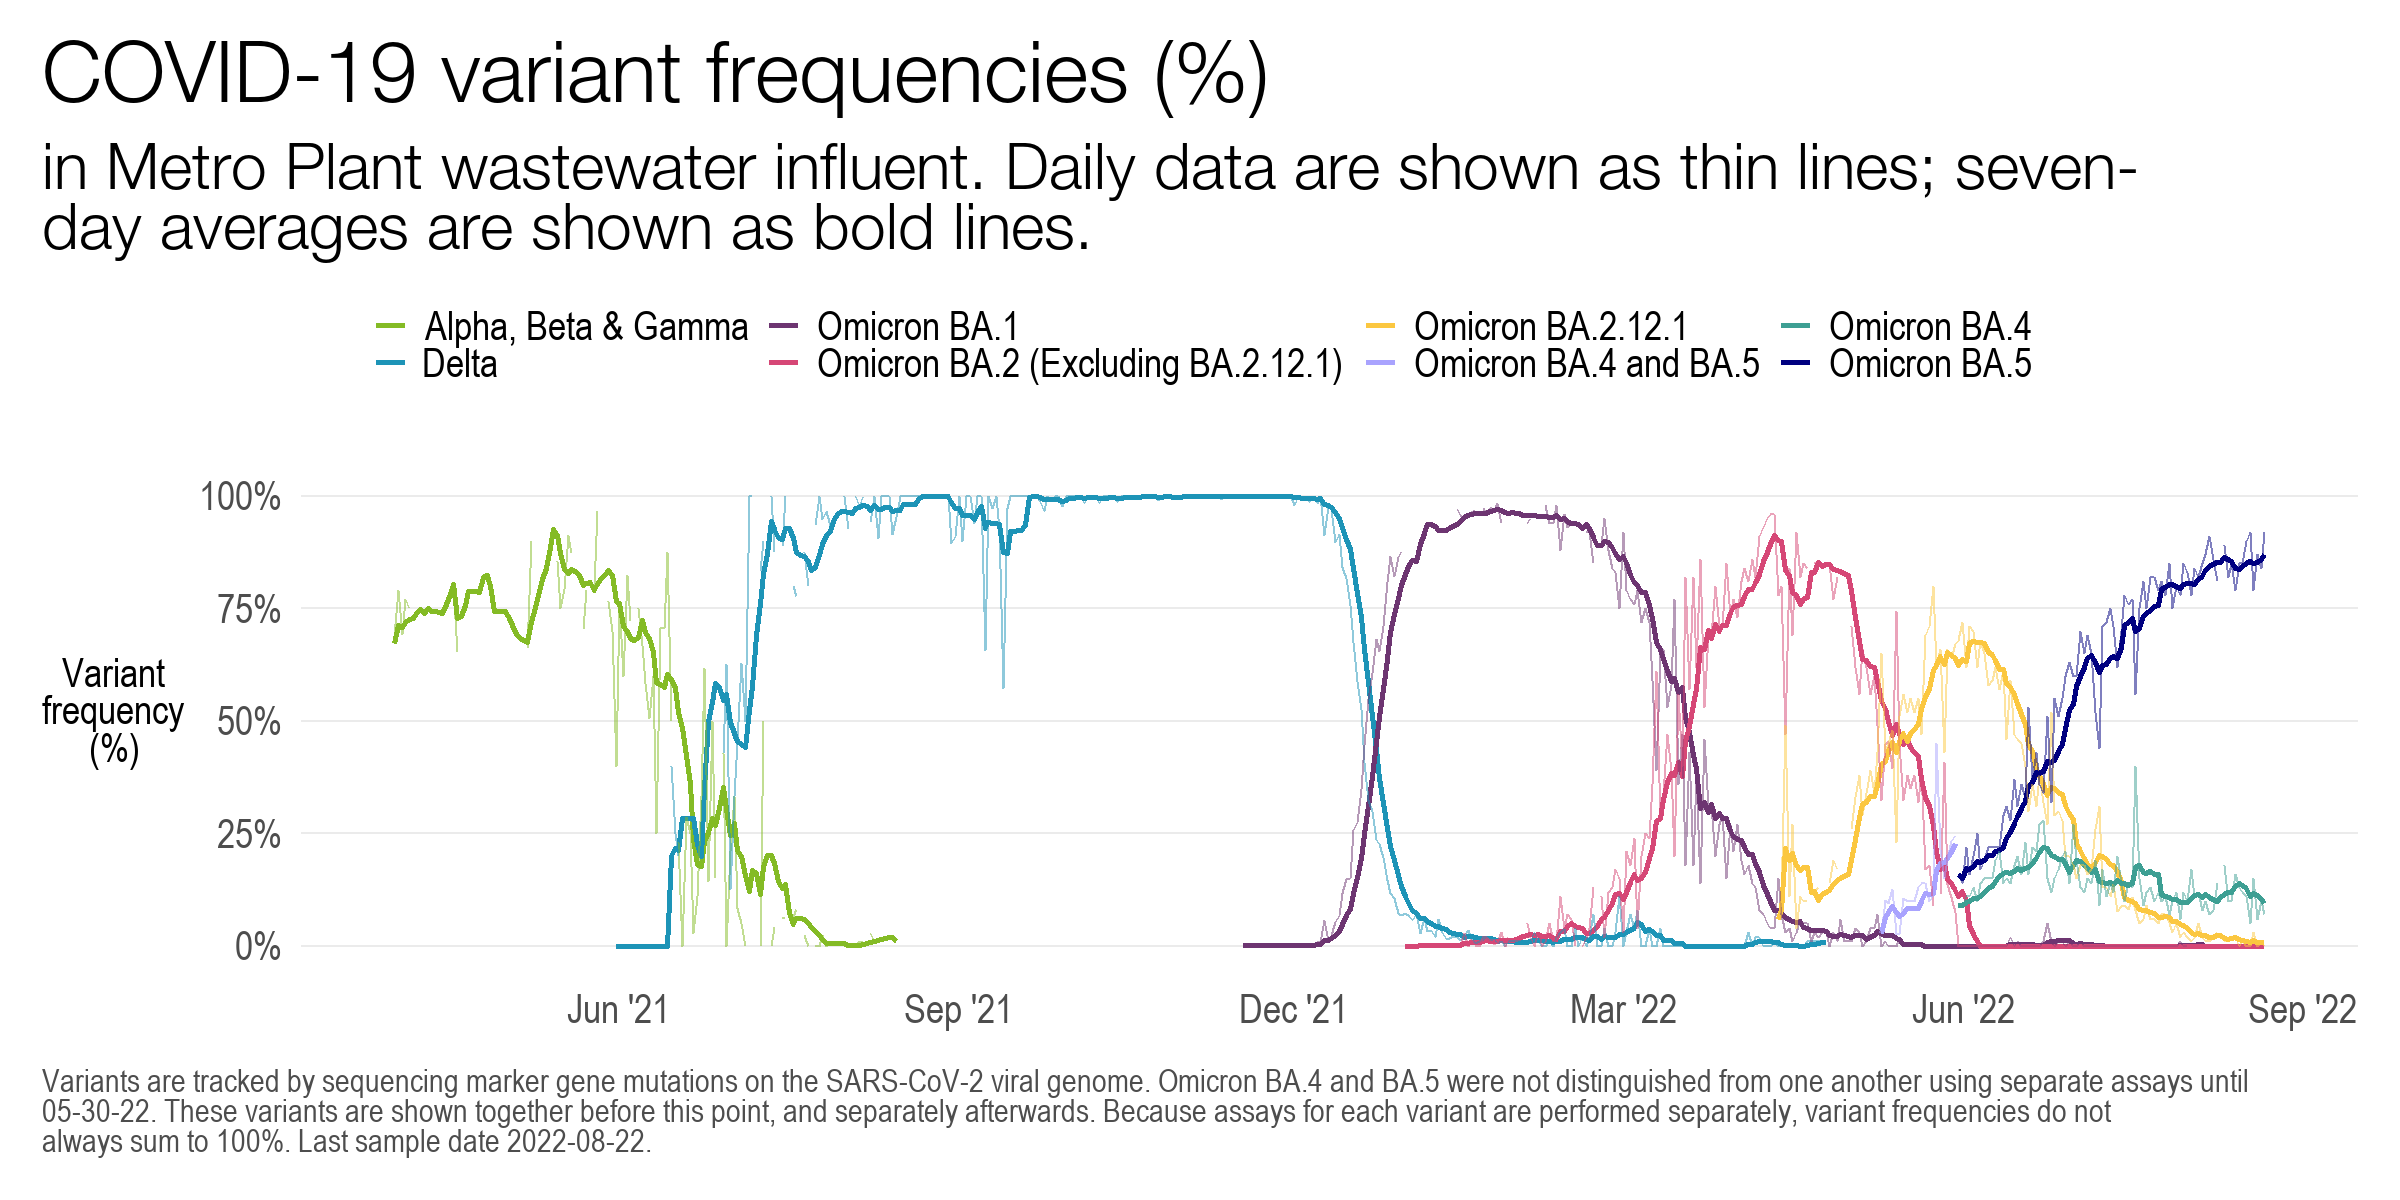 COVID-19 variant frequencies (%)
in Metro Plant wastewater influent. Daily data are shown as thin lines; seven-
day averages are shown as bold lines.
Alpha, Beta & Gamma
Omicron BA.1
Omicron BA.2.12.1
Omicron BA.4
Delta
Omicron BA.2 (Excluding BA.2.12.1)
Omicron BA.4 and BA.5
Omicron BA.5
100%
75%
Variant
frequency
(%)
50%
25%
0%
Jun '21
Sep '21
Dec '21
Mar '22
Jun '22
Sep '22
Variants are tracked by sequencing marker gene mutations on the SARS-CoV-2 viral genome. Omicron BA.4 and BA.5 were not distinguished from one another using separate assays until
05-30-22. These variants are shown together before this point, and separately afterwards. Because assays for each variant are performed separately, variant frequencies do not
always sum to 100%. Last sample date 2022-08-22.